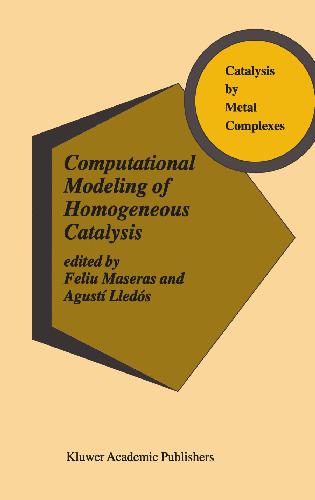 Catalysis
by
Metal
Complexes
Computational
Modeling of
Homogeneous
Catalysis
edited by
Feliu Maseras and
Agustí Lledós
Kluwer Academic Publishers